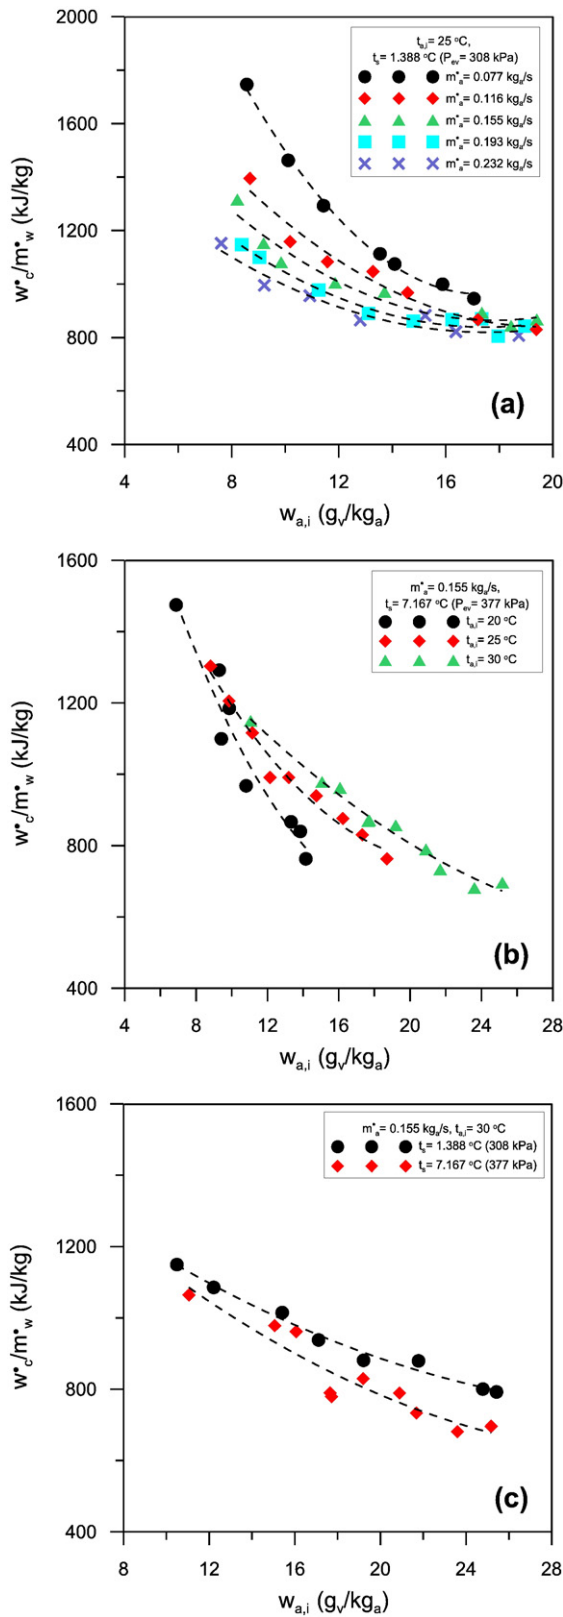 2000
1600
1200
800
400
w•c/m•w (kJ/kg)
ta,i= 25 °C,
ts= 1.388 °C (Pev= 308 kPa)
m•a= 0.077 kga/s
m•a= 0.116 kga/s
m•a= 0.155 kga/s
m•a= 0.193 kga/s
m•a= 0.232 kga/s
(a)
4 8 12 16 20
wa,i (gv/kga)
1600
1200
800
400
w•c/m•w (kJ/kg)
m•a= 0.155 kga/s,
ts= 7.167 °C (Pev= 377 kPa)
ta,i= 20 °C
ta,i= 25 °C
ta,i= 30 °C
(b)
4 8 12 16 20 24 28
wa,i (gv/kga)
1600
1200
800
400
w•c/m•w (kJ/kg)
m•a= 0.155 kga/s, ta,i= 30 °C
ts= 1.388 °C (308 kPa)
ts= 7.167 °C (377 kPa)
(c)
8 12 16 20 24 28
wa,i (gv/kga)